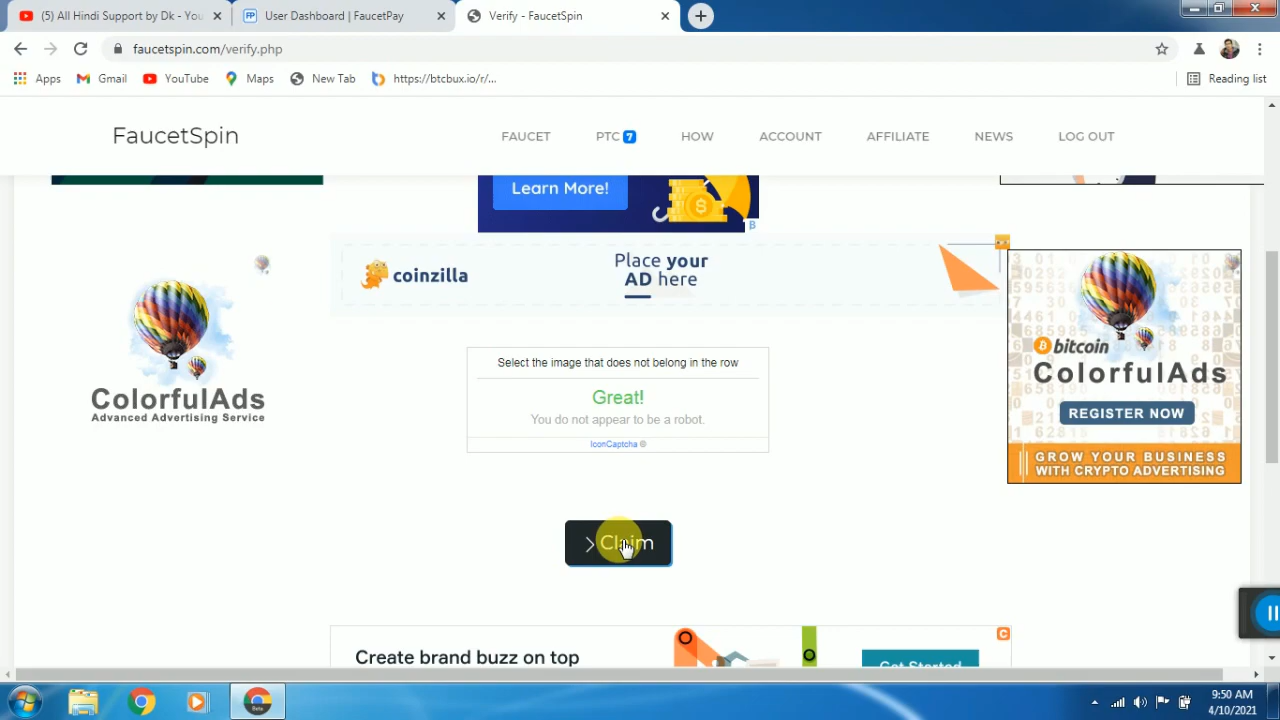 (5) All Hindi Support by Dk - You
User Dashboard | FaucetPay
Verify - FaucetSpin
faucetspin.com/verify.php
Apps
Gmail
YouTube
Maps
New Tab
https://btcbux.io/r/...
Reading list
FaucetSpin
FAUCET
PTC 7
HOW
ACCOUNT
AFFILIATE
NEWS
LOG OUT
Learn More!
coinzilla
Place your
AD here
ColorfulAds
Advanced Advertising Service
bitcoin
ColorfulAds
REGISTER NOW
GROW YOUR BUSINESS
WITH CRYPTO ADVERTISING
Select the image that does not belong in the row
Great!
You do not appear to be a robot.
IconCaptcha ©
Claim
Create brand buzz on top
Get Started
Beta
9:50 AM
4/10/2021